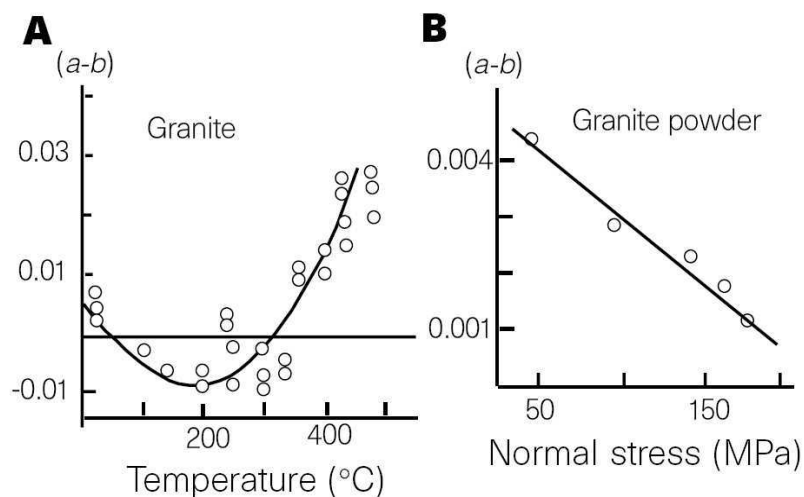 A
(a-b)
Granite
0.03
0.01
-0.01
200
400
Temperature (°C)
B
(a-b)
Granite powder
0.004
0.001
50
150
Normal stress (MPa)